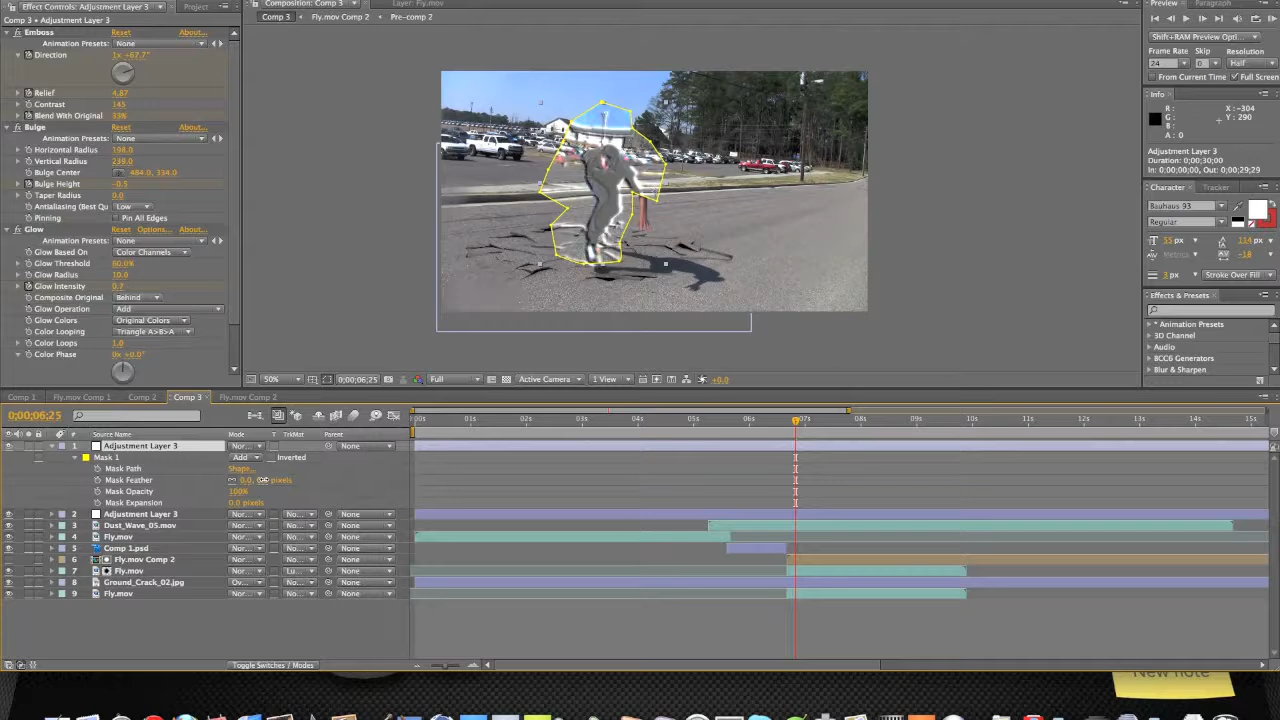 Effect Controls: Adjustment Layer 3
Project
Comp 3 • Adjustment Layer 3
Emboss Reset About...
Animation Presets: None
Direction 1x +67.7°
Relief 4.87
Contrast 145
Blend With Original 33%
Bulge Reset About...
Animation Presets: None
Horizontal Radius 198.0
Vertical Radius 239.0
Bulge Center 484.0, 334.0
Bulge Height -0.5
Taper Radius 0.0
Antialiasing (Best Qu Low
Pinning Pin All Edges
Glow Reset Options... About...
Animation Presets: None
Glow Based On Color Channels
Glow Threshold 80.0%
Glow Radius 10.0
Glow Intensity 0.7
Composite Original Behind
Glow Operation Add
Glow Colors Original Colors
Color Looping Triangle A>B>A
Color Loops 1.0
Color Phase 0x +0.0°
Composition: Comp 3
Layer: Fly.mov
Comp 3 Fly.mov Comp 2 Pre-comp 2
50% 0;00;06;25 Full Active Camera 1 View +0.0
Preview Paragraph
Shift+RAM Preview Opti...
Frame Rate Skip Resolution
24 0 Half
From Current Time Full Screen
Info
R : X : -304
G : Y : 290
B :
A : 0
Adjustment Layer 3
Duration: 0;00;30;00
In: 0;00;00;00, Out: 0;00;29;29
Character Tracker
Bauhaus 93
Regular
55 px 114 px
Metrics -18
3 px Stroke Over Fill
Effects & Presets
* Animation Presets
3D Channel
Audio
BCC6 Generators
Blur & Sharpen
Comp 1 Fly.mov Comp 1 Comp 2 Comp 3 Fly.mov Comp 2
0;00;06;25
# Source Name Mode T TrkMat Parent
:00s 01s 02s 03s 04s 05s 06s 07s 08s 09s 10s 11s 12s 13s 14s 15s
1 Adjustment Layer 3 Nor... None
Mask 1 Add Inverted
Mask Path Shape...
Mask Feather 0.0, pixels
Mask Opacity 100%
Mask Expansion 0.0 pixels
2 Adjustment Layer 3 Nor... No... None
3 Dust_Wave_05.mov Nor... No... None
4 Fly.mov Nor... No... None
5 Comp 1.psd Nor... No... None
6 Fly.mov Comp 2 Nor... No... None
7 Fly.mov Nor... Lu... None
8 Ground_Crack_02.jpg Ov... No... None
9 Fly.mov Nor... No... None
Toggle Switches / Modes
New note